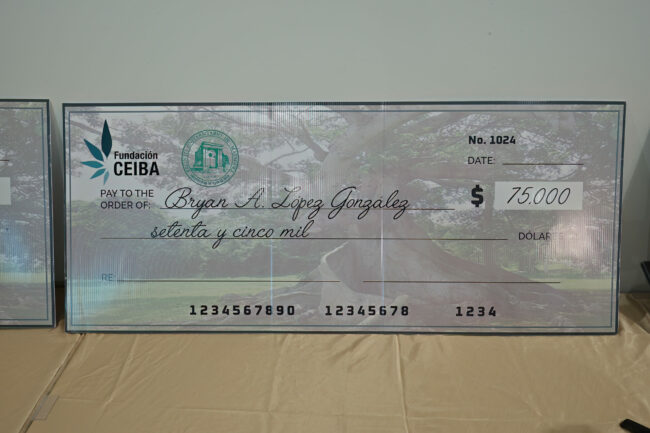 Fundación
CEIBA
No. 1024
DATE:
PAY TO THE
ORDER OF: Bryan A. López González $ 75.000
setenta y cinco mil
RE:
1234567890 12345678 1234